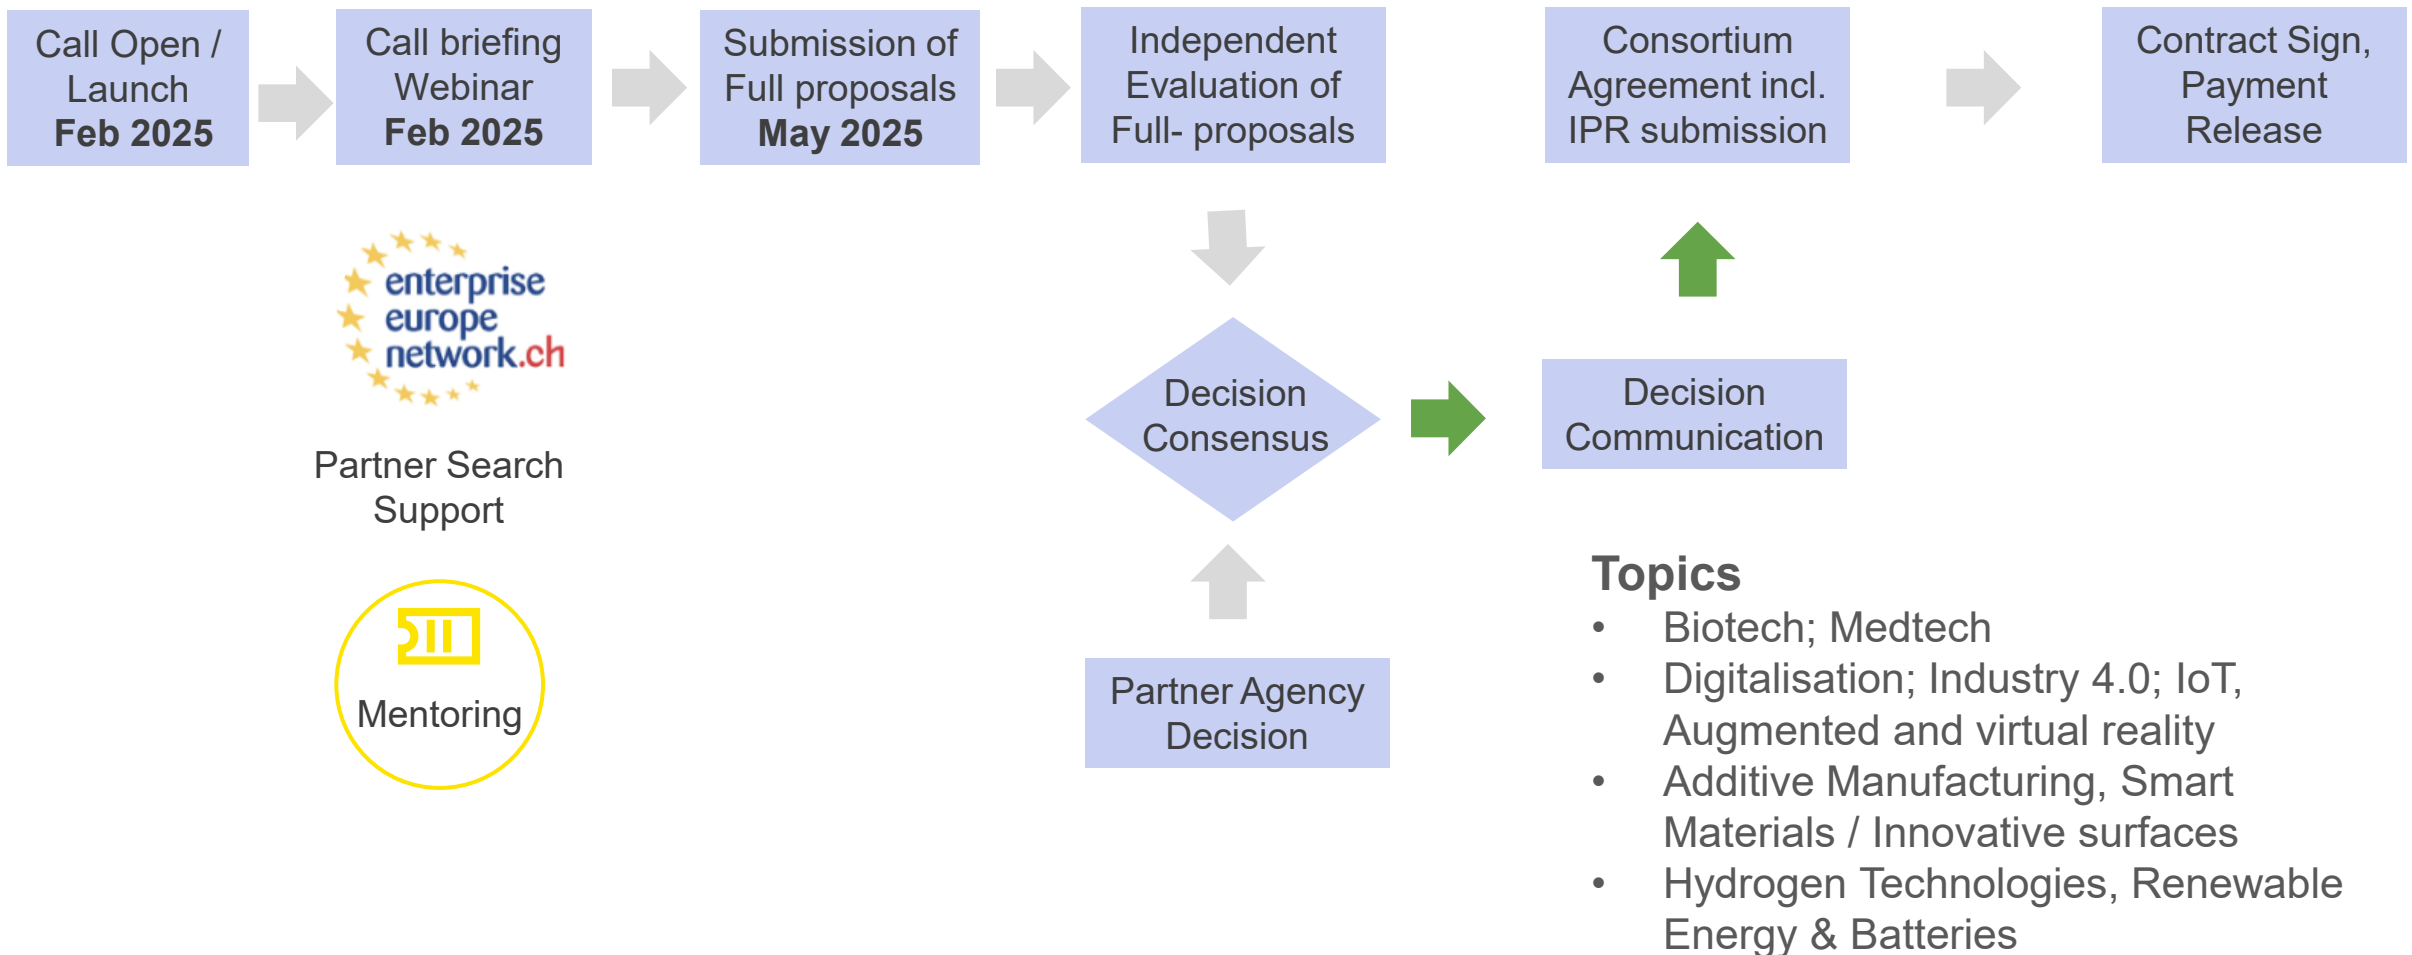 Call Open /
Launch
Feb 2025
Call briefing
Webinar
Feb 2025
Submission of
Full proposals
May 2025
Independent
Evaluation of
Full- proposals
Consortium
Agreement incl.
IPR submission
Contract Sign,
Payment
Release
enterprise
europe
network.ch
Partner Search
Support
Mentoring
Decision
Consensus
Decision
Communication
Partner Agency
Decision
Topics
• Biotech; Medtech
• Digitalisation; Industry 4.0; IoT,
Augmented and virtual reality
• Additive Manufacturing, Smart
Materials / Innovative surfaces
• Hydrogen Technologies, Renewable
Energy & Batteries